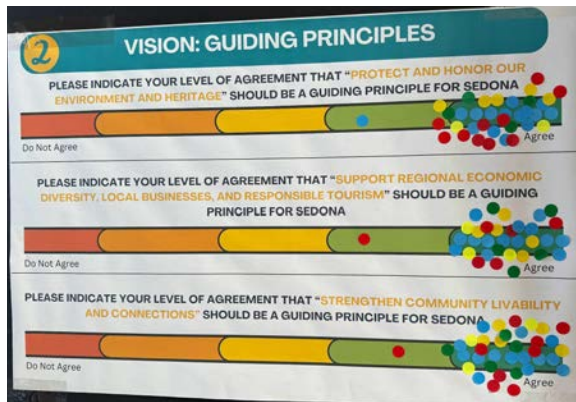 2
VISION: GUIDING PRINCIPLES
PLEASE INDICATE YOUR LEVEL OF AGREEMENT THAT "PROTECT AND HONOR OUR
ENVIRONMENT AND HERITAGE" SHOULD BE A GUIDING PRINCIPLE FOR SEDONA
Do Not Agree
Agree
PLEASE INDICATE YOUR LEVEL OF AGREEMENT THAT "SUPPORT REGIONAL ECONOMIC
DIVERSITY, LOCAL BUSINESSES, AND RESPONSIBLE TOURISM" SHOULD BE A GUIDING
PRINCIPLE FOR SEDONA
Do Not Agree
Agree
PLEASE INDICATE YOUR LEVEL OF AGREEMENT THAT "STRENGTHEN COMMUNITY LIVABILITY
AND CONNECTIONS" SHOULD BE A GUIDING PRINCIPLE FOR SEDONA
Do Not Agree
Agree